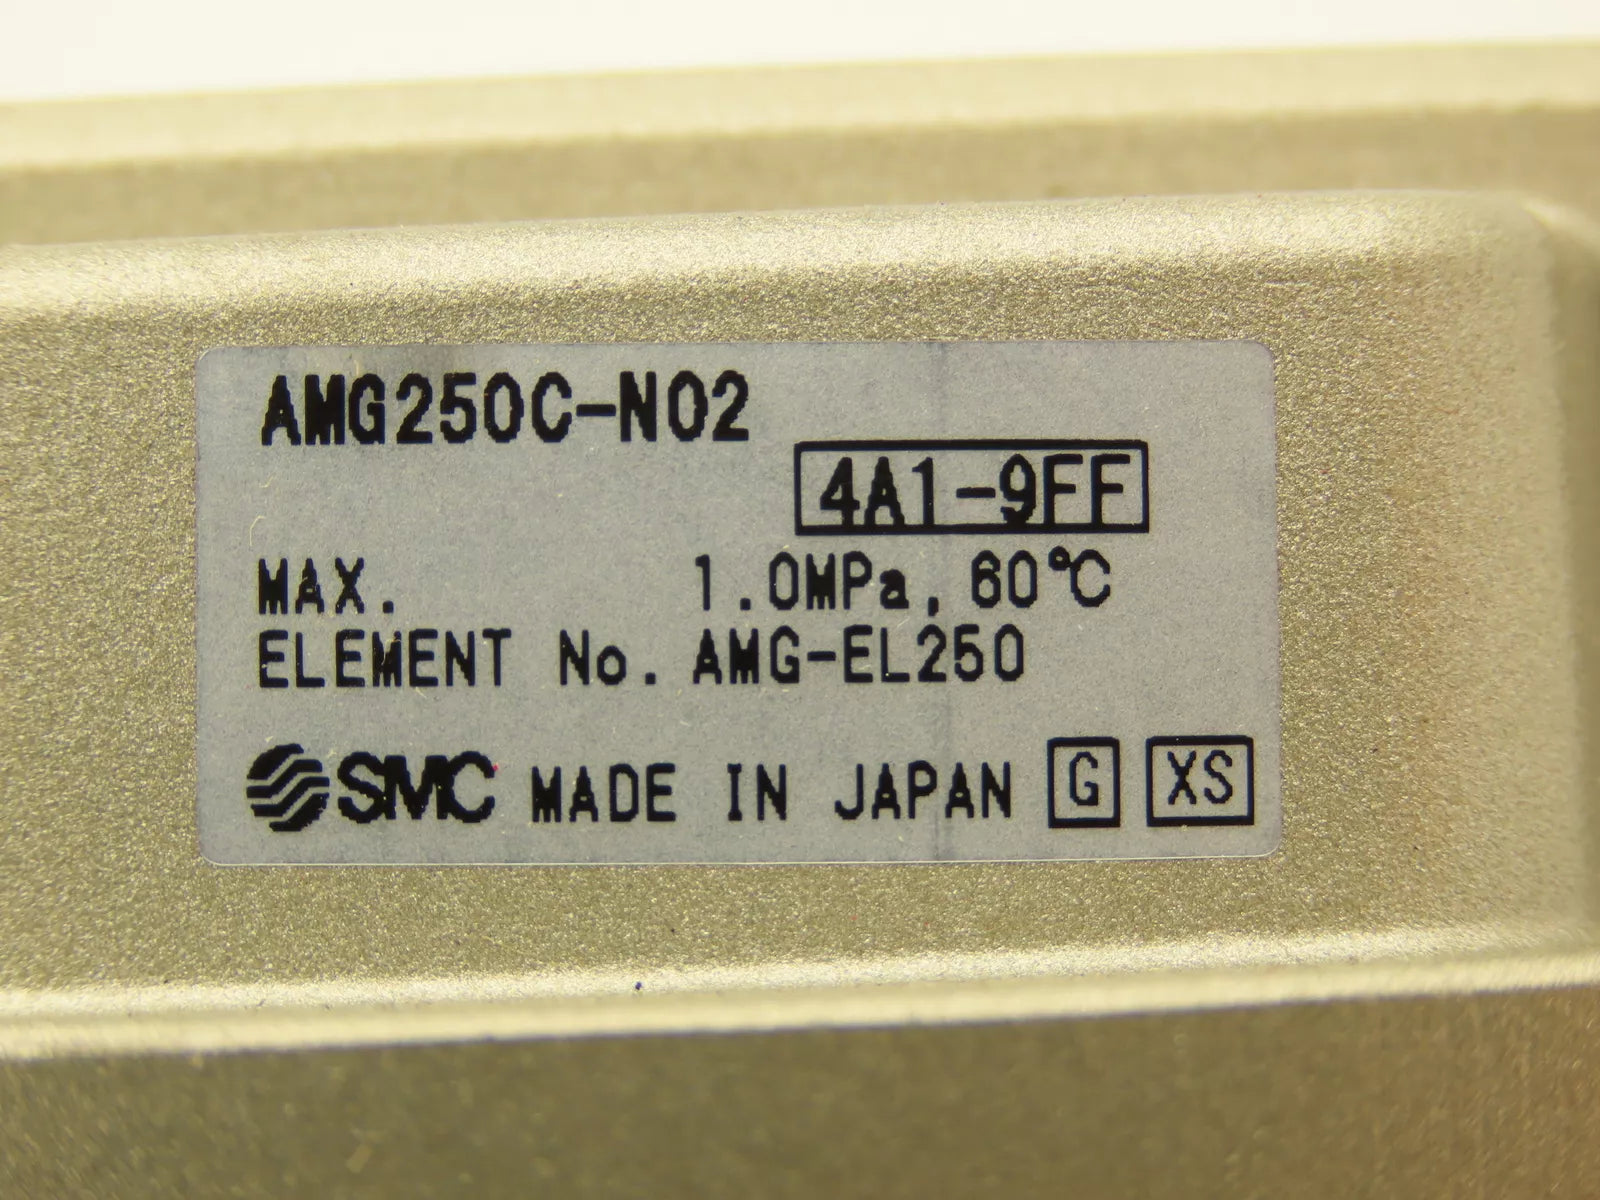 AMG250C-N02
4A1-9FF
MAX. 1.0MPa, 60℃
ELEMENT No. AMG-EL250
SMC MADE IN JAPAN G XS